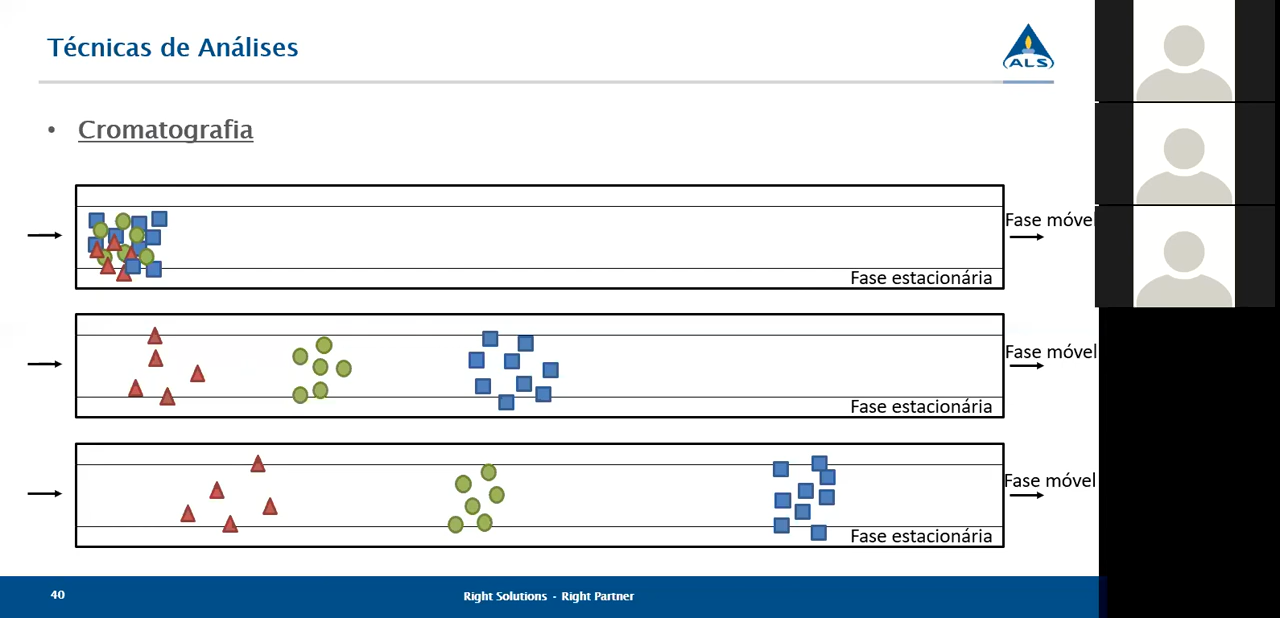 Técnicas de Análises
ALS
• Cromatografia
Fase móvel
Fase estacionária
Fase móvel
Fase estacionária
Fase móvel
Fase estacionária
40
Right Solutions - Right Partner